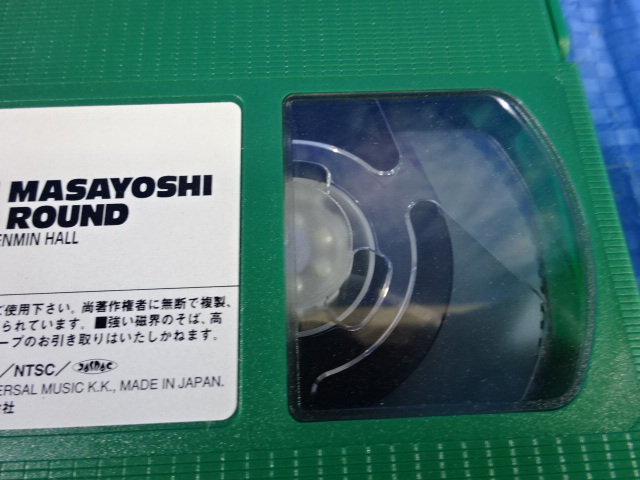 MASAYOSHI
ROUND
ENMIN HALL
ご使用下さい。尚著作権者に無断で複製、
られています。■強い磁界のそば、高
ープのお引き取りはいたしかねます。
/NTSC/ JASRAC
ERSAL MUSIC K.K., MADE IN JAPAN.
会社